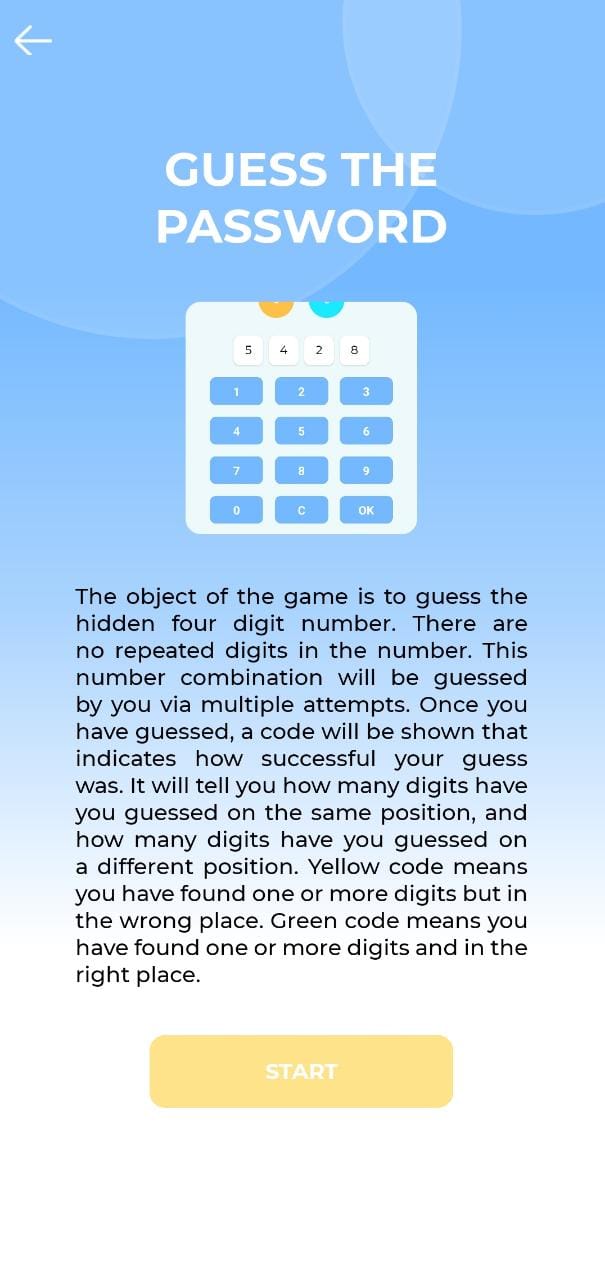 GUESS THE
PASSWORD
5 4 2 8
1 2 3
4 5 6
7 8 9
0 C OK
The object of the game is to guess the
hidden four digit number. There are
no repeated digits in the number. This
number combination will be guessed
by you via multiple attempts. Once you
have guessed, a code will be shown that
indicates how successful your guess
was. It will tell you how many digits have
you guessed on the same position, and
how many digits have you guessed on
a different position. Yellow code means
you have found one or more digits but in
the wrong place. Green code means you
have found one or more digits and in the
right place.
START